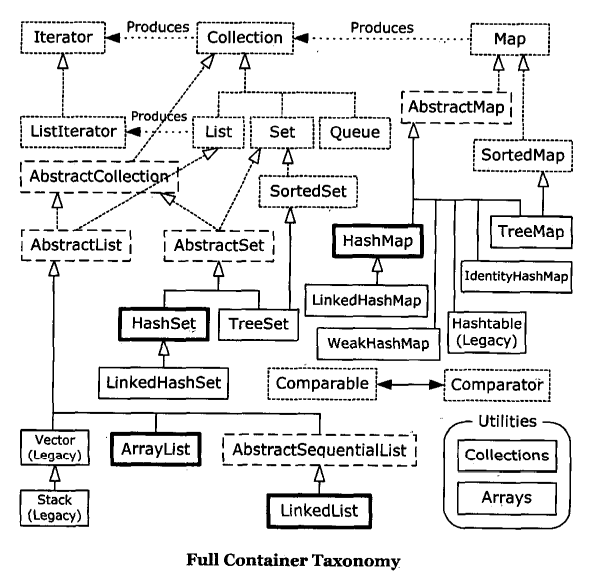 Iterator
Produces
Collection
Produces
Map
AbstractMap
ListIterator
Produces
List
Set
Queue
SortedMap
AbstractCollection
SortedSet
AbstractList
AbstractSet
HashMap
TreeMap
IdentityHashMap
LinkedHashMap
HashSet
TreeSet
Hashtable
(Legacy)
WeakHashMap
LinkedHashSet
Comparable
Comparator
Utilities
Vector
(Legacy)
ArrayList
AbstractSequentialList
Collections
Stack
(Legacy)
LinkedList
Arrays
Full Container Taxonomy